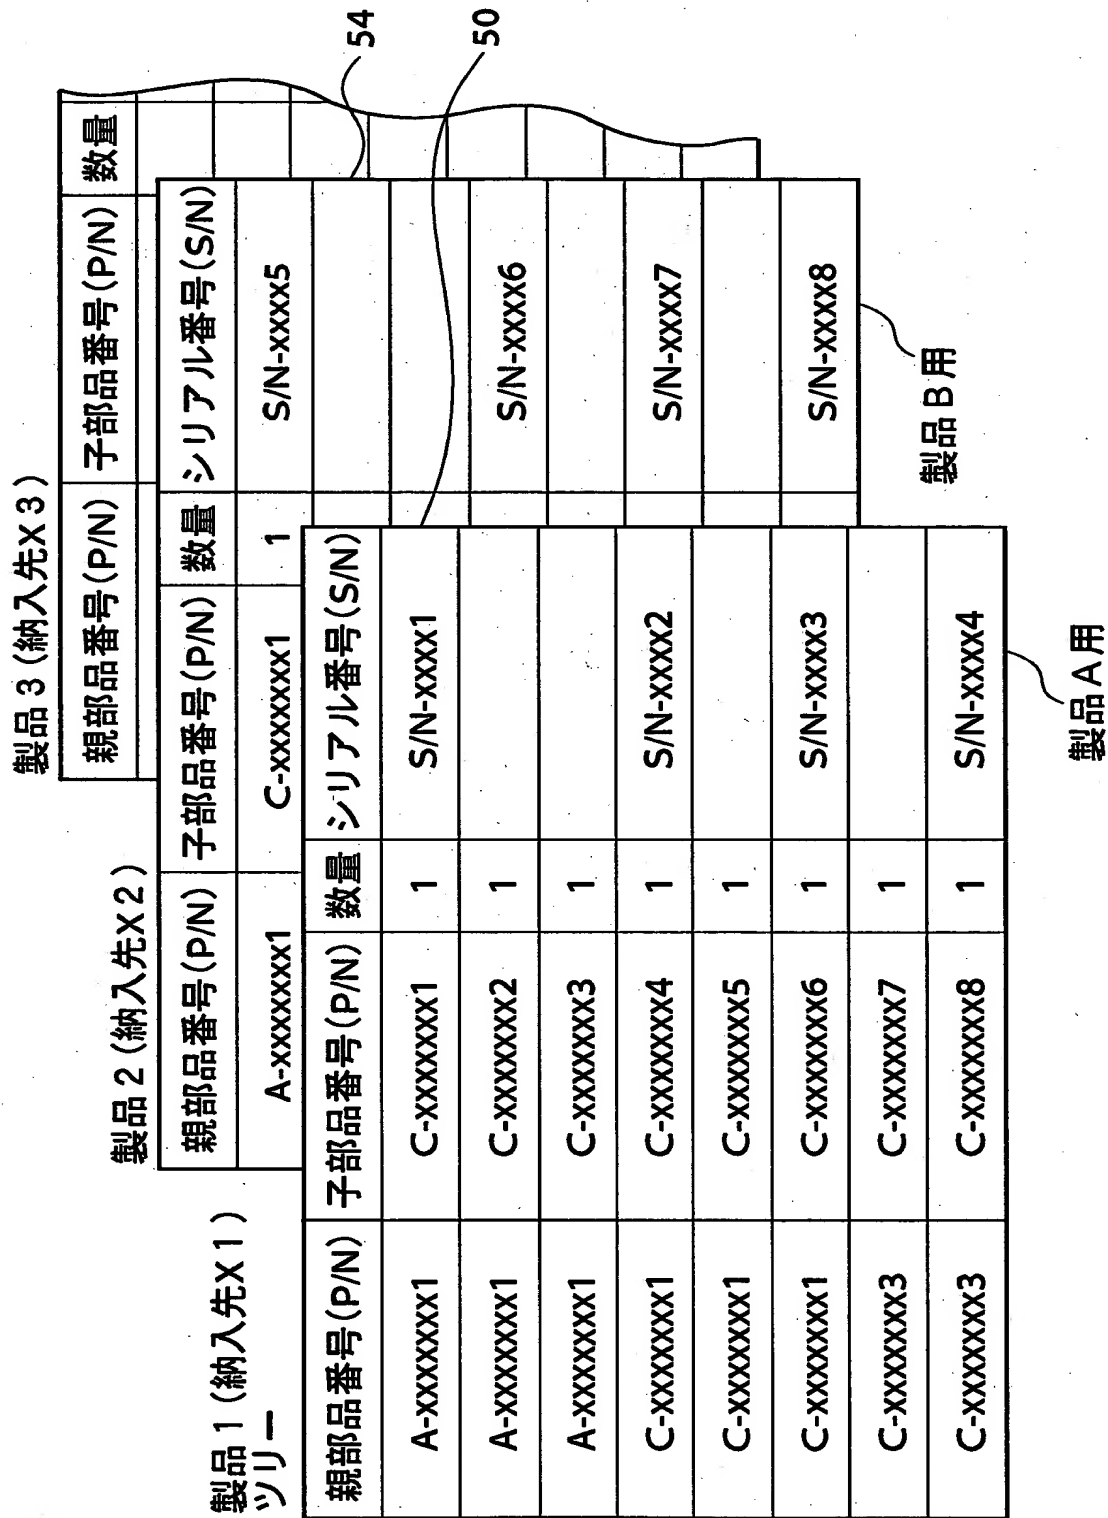 製品3(納入先X3)
親部品番号(P/N) 子部品番号(P/N) 数量
54
製品2(納入先X2)
親部品番号(P/N) 子部品番号(P/N) 数量 シリアル番号(S/N)
A-xxxxxxx1 C-xxxxxxx1 1 S/N-xxxx5
S/N-xxxx6
S/N-xxxx7
S/N-xxxx8
50
製品B用
製品1(納入先X1)
ツリー
親部品番号(P/N) 子部品番号(P/N) 数量 シリアル番号(S/N)
A-xxxxxxx1 C-xxxxxxx1 1 S/N-xxxx1
A-xxxxxxx1 C-xxxxxxx2 1
A-xxxxxxx1 C-xxxxxxx3 1
C-xxxxxxx1 C-xxxxxxx4 1 S/N-xxxx2
C-xxxxxxx1 C-xxxxxxx5 1
C-xxxxxxx1 C-xxxxxxx6 1 S/N-xxxx3
C-xxxxxxx3 C-xxxxxxx7 1
C-xxxxxxx3 C-xxxxxxx8 1 S/N-xxxx4
製品A用